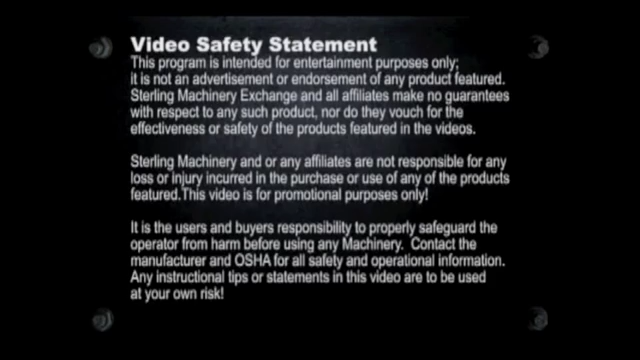 Video Safety Statement
This program is intended for entertainment purposes only;
it is not an advertisement or endorsement of any product featured.
Sterling Machinery Exchange and all affiliates make no guarantees
with respect to any such product, nor do they vouch for the
effectiveness or safety of the products featured in the videos.
Sterling Machinery and or any affiliates are not responsible for any
loss or injury incurred in the purchase or use of any of the products
featured.This video is for promotional purposes only!
It is the users and buyers responsibility to properly safeguard the
operator from harm before using any Machinery. Contact the
manufacturer and OSHA for all safety and operational information.
Any instructional tips or statements in this video are to be used
at your own risk!